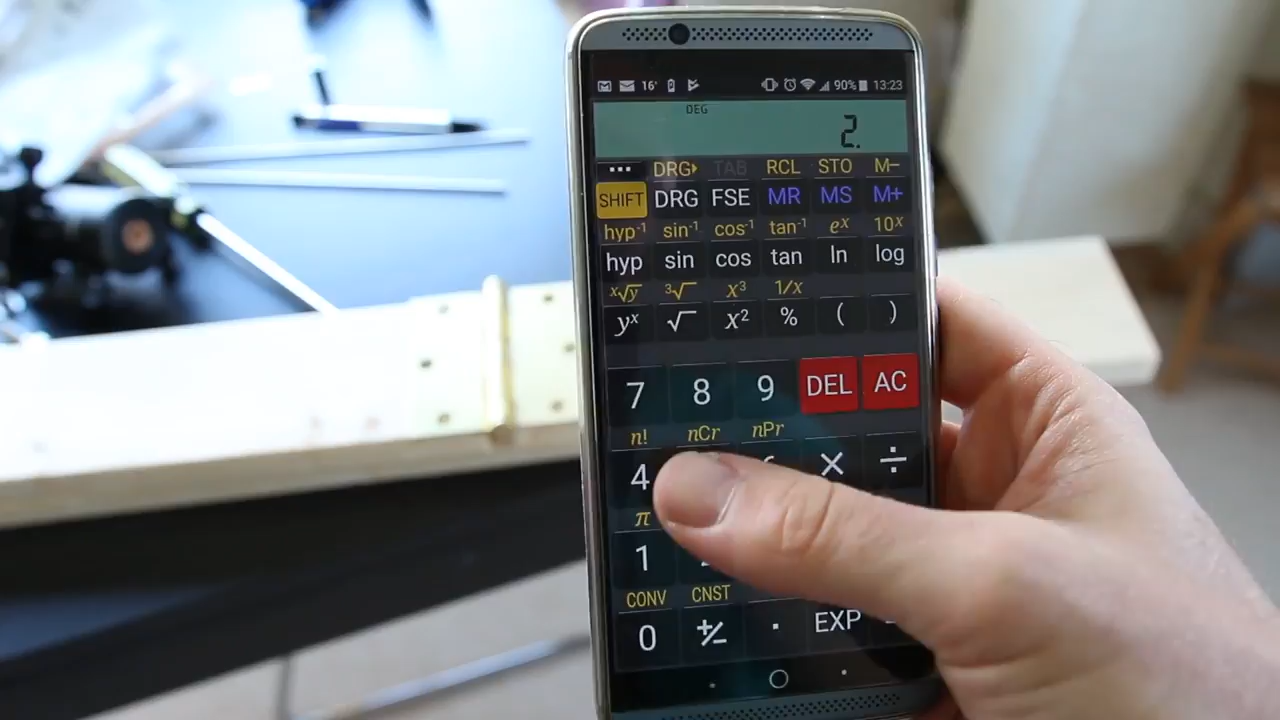 16° 90% 13:23
DEG
2.
... DRG▸ TAB RCL STO M−
SHIFT DRG FSE MR MS M+
hyp⁻¹ sin⁻¹ cos⁻¹ tan⁻¹ eˣ 10ˣ
hyp sin cos tan ln log
ˣ√y ³√ x³ 1/x
yˣ √ x² % ( )
7 8 9 DEL AC
n! nCr nPr
4 × ÷
π
1
CONV CNST
0 +/− . EXP